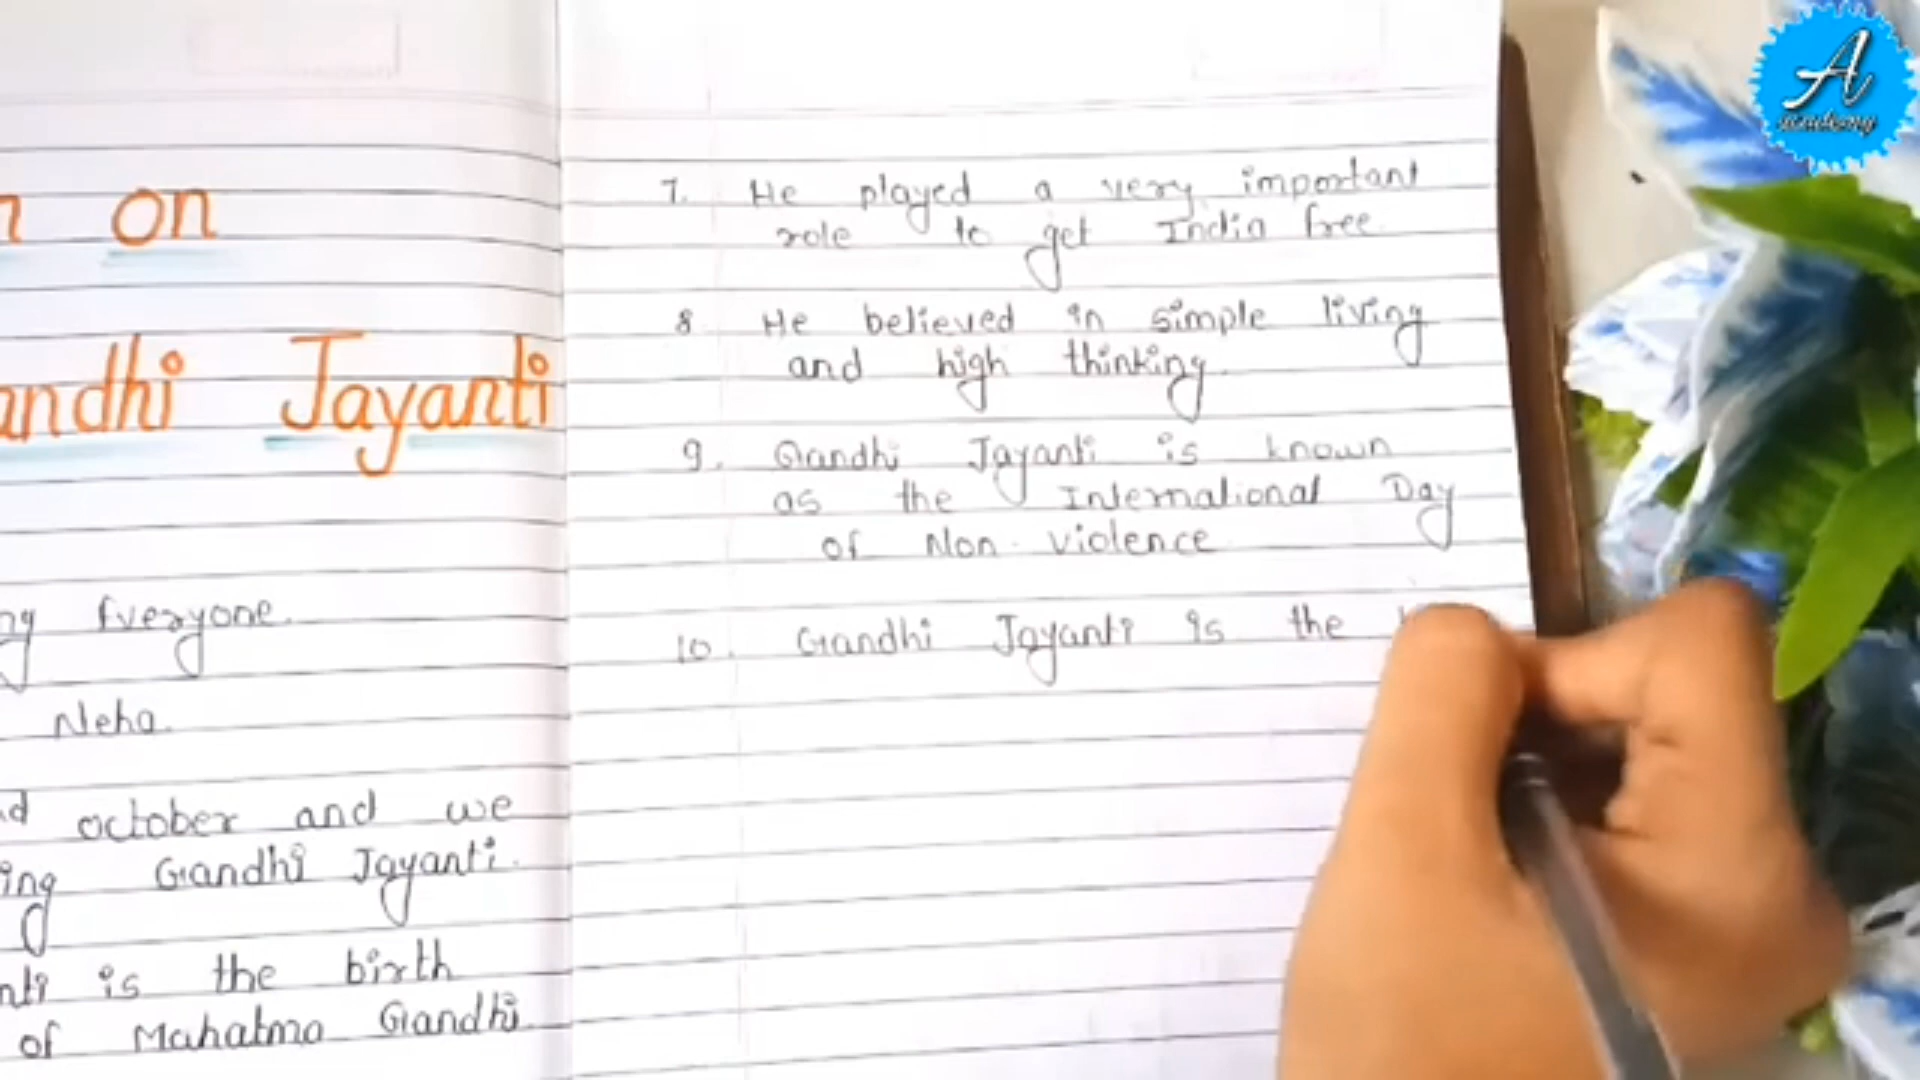 on
andhi Jayanti
ng Everyone.
Neha.
nd october and we
ing Gandhi Jayanti.
nti is the birth
of Mahatma Gandhi
7. He played a very important
role to get India free
8. He believed in simple living
and high thinking.
9. Gandhi Jayanti is known
as the International Day
of Non-violence
10. Gandhi Jayanti is the
A
academy